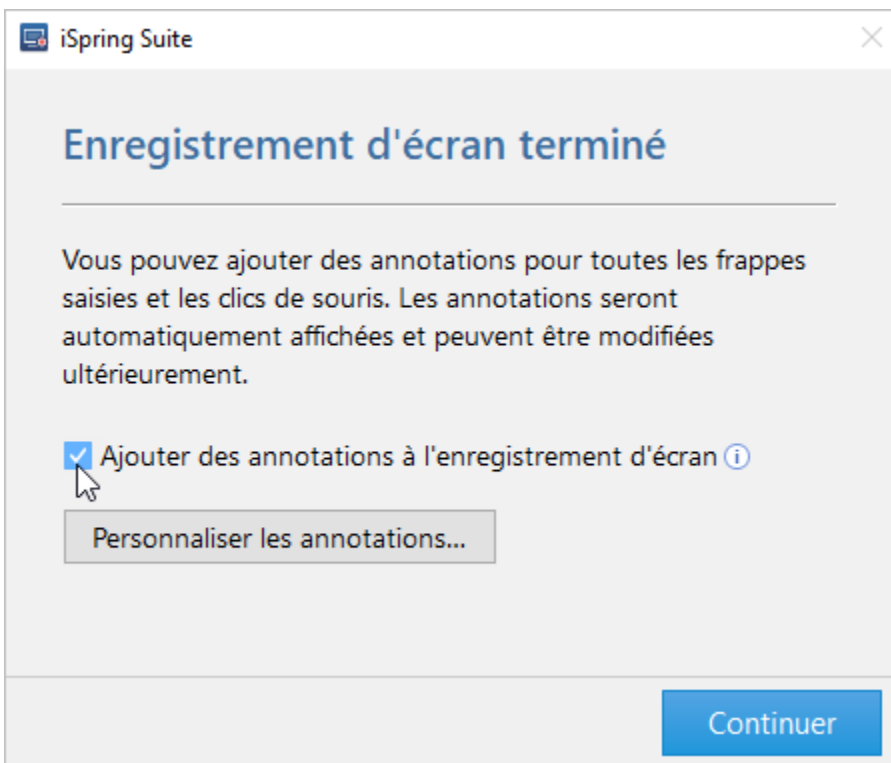 iSpring Suite
Enregistrement d'écran terminé
Vous pouvez ajouter des annotations pour toutes les frappes
saisies et les clics de souris. Les annotations seront
automatiquement affichées et peuvent être modifiées
ultérieurement.
Ajouter des annotations à l'enregistrement d'écran
Personnaliser les annotations...
Continuer